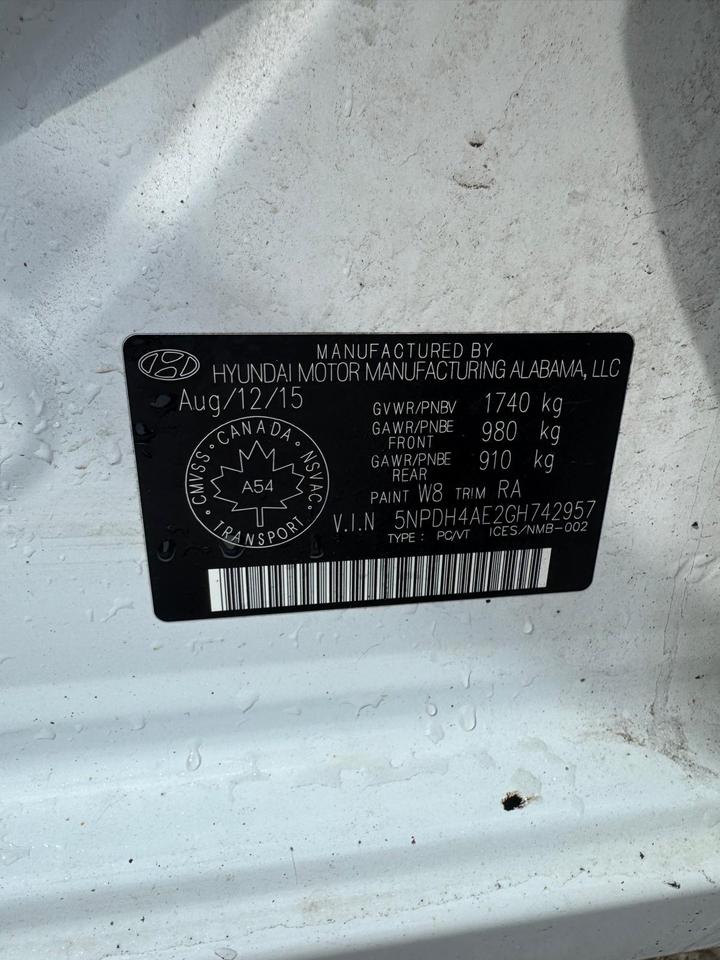 MANUFACTURED BY
HYUNDAI MOTOR MANUFACTURING ALABAMA, LLC
Aug/12/15
GVWR/PNBV 1740 kg
GAWR/PNBE FRONT 980 kg
GAWR/PNBE REAR 910 kg
PAINT W8 TRIM RA
CMVSS • CANADA • NSVAC • TRANSPORT •
A54
V.I.N 5NPDH4AE2GH742957
TYPE : PC/VT ICES/NMB-002